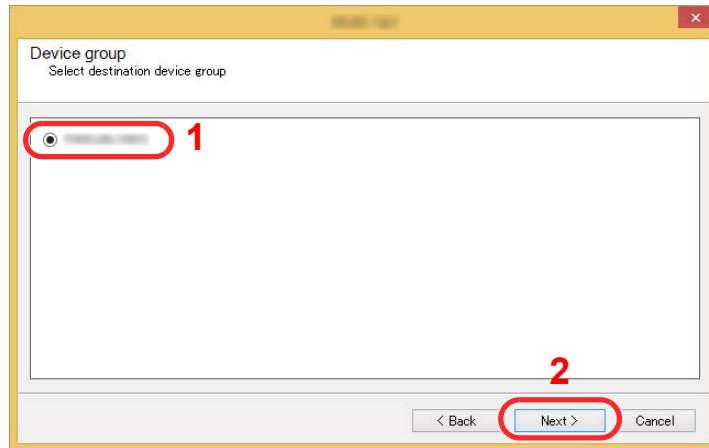 Device group
Select destination device group
1
2
< Back
Next >
Cancel